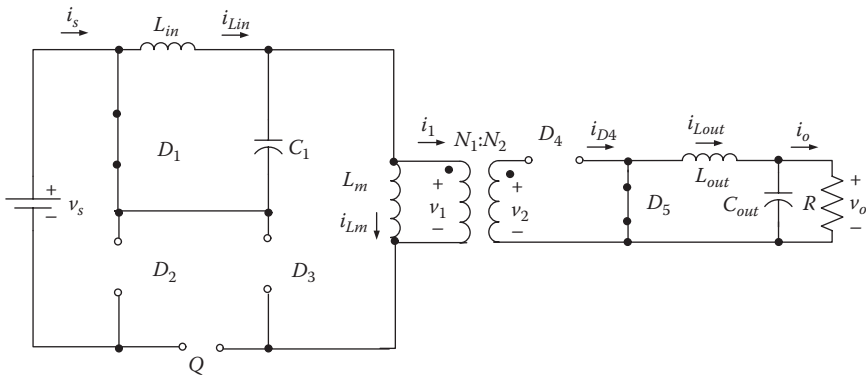 i_s
L_in
i_Lin
D_1
C_1
L_m
i_Lm
+
v_s
−
D_2
D_3
Q
i_1
N_1:N_2
D_4
i_D4
i_Lout
i_o
L_out
+
v_1
−
+
v_2
−
D_5
C_out
R
+
v_o
−